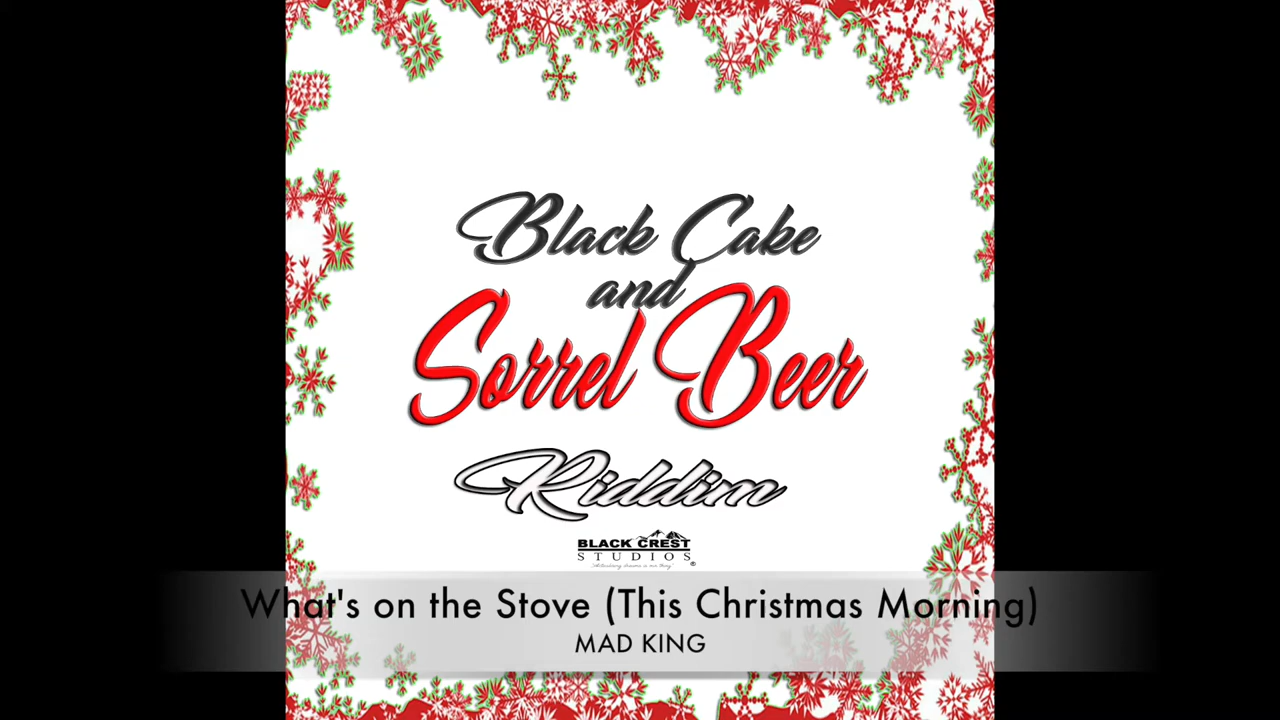 Black Cake
and
Sorrel Beer
Riddim
BLACK CREST
STUDIOS
®
What's on the Stove (This Christmas Morning)
MAD KING